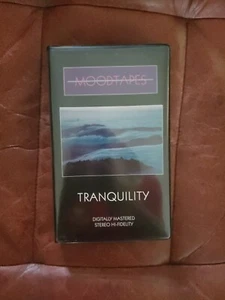 MOODTAPES
TRANQUILITY
DIGITALLY MASTERED
STEREO HI-FIDELITY